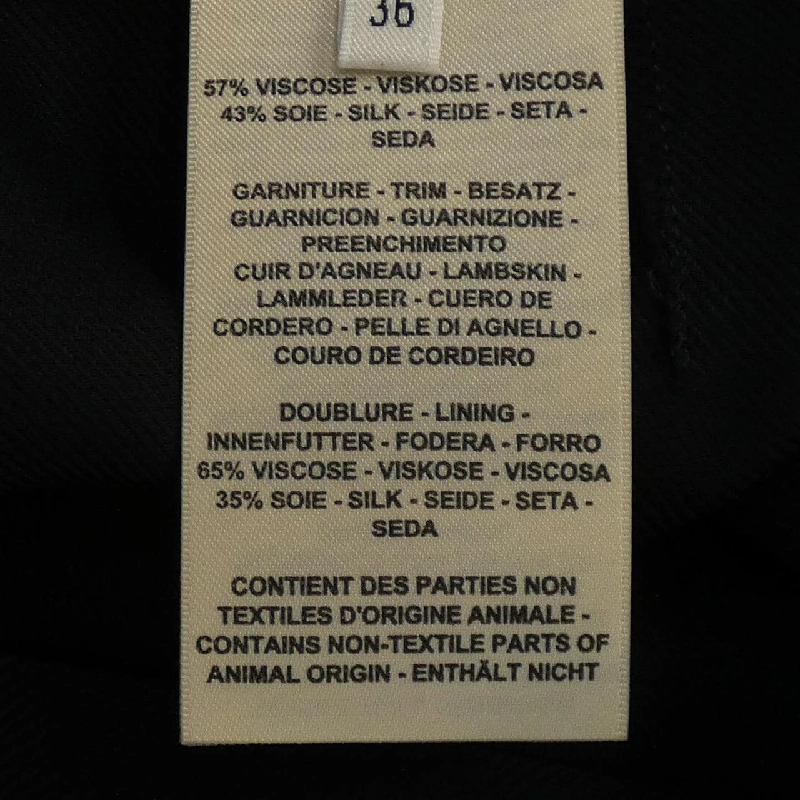 36
57% VISCOSE - VISKOSE - VISCOSA
43% SOIE - SILK - SEIDE - SETA -
SEDA
GARNITURE - TRIM - BESATZ -
GUARNICION - GUARNIZIONE -
PREENCHIMENTO
CUIR D'AGNEAU - LAMBSKIN -
LAMMLEDER - CUERO DE
CORDERO - PELLE DI AGNELLO -
COURO DE CORDEIRO
DOUBLURE - LINING -
INNENFUTTER - FODERA - FORRO
65% VISCOSE - VISKOSE - VISCOSA
35% SOIE - SILK - SEIDE - SETA -
SEDA
CONTIENT DES PARTIES NON
TEXTILES D'ORIGINE ANIMALE -
CONTAINS NON-TEXTILE PARTS OF
ANIMAL ORIGIN - ENTHÄLT NICHT